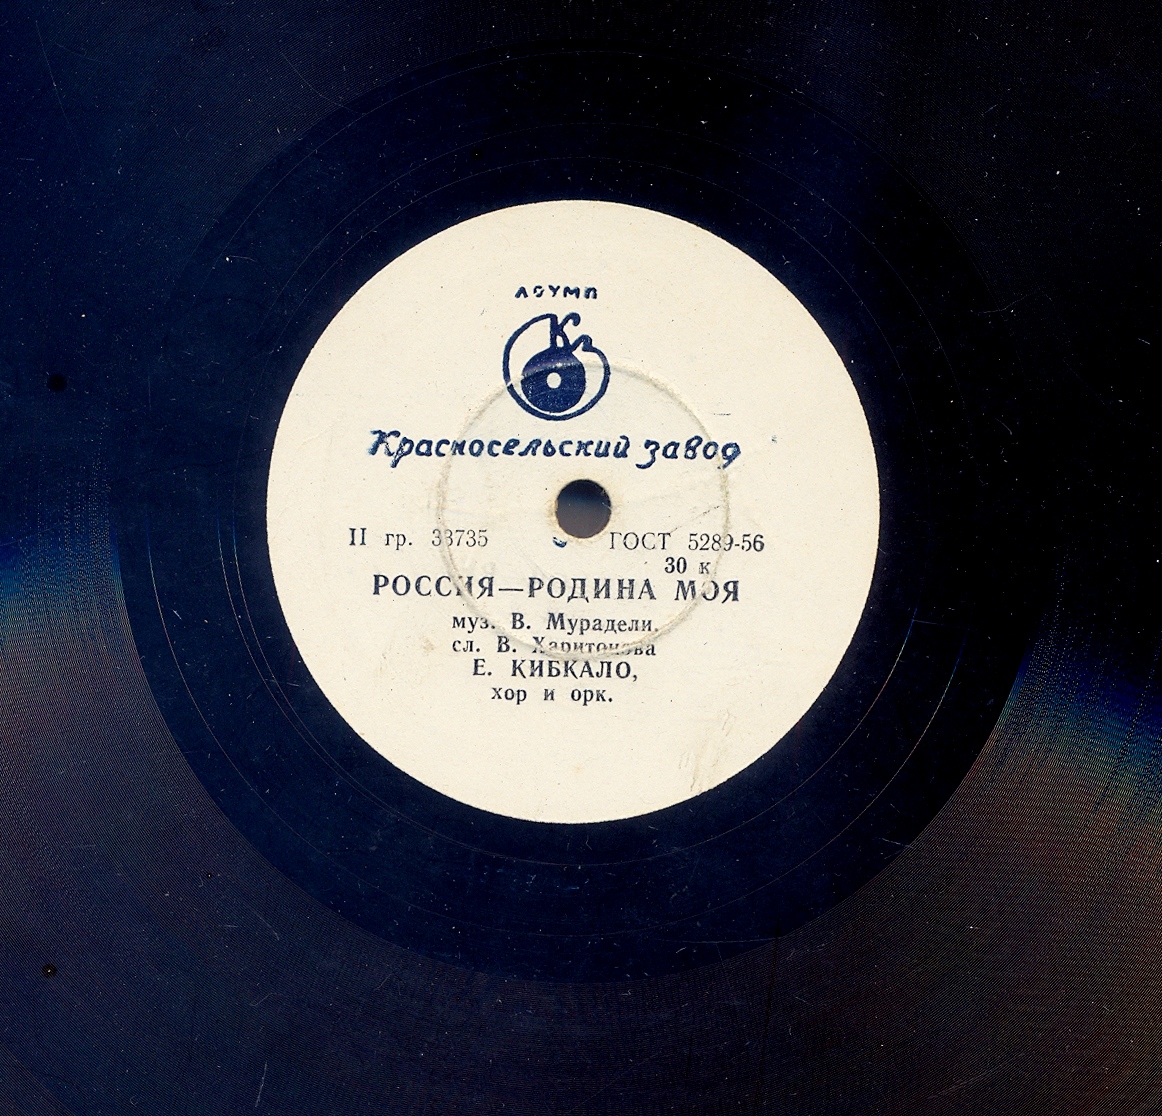 ЛОУМП
Красносельский завод
II гр. 33735 ГОСТ 5289-56
30 к
РОССИЯ—РОДИНА МОЯ
муз. В. Мурадели,
сл. В. Харитонова
Е. КИБКАЛО,
хор и орк.